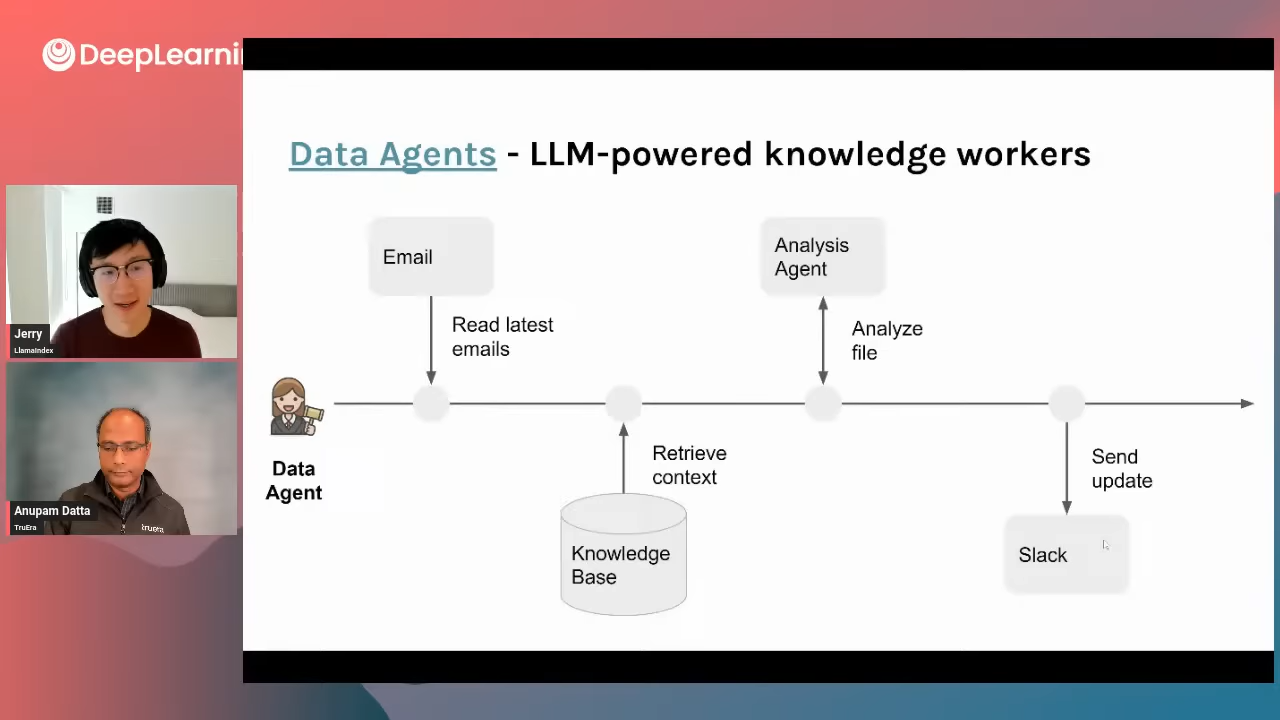 DeepLearni
Data Agents - LLM-powered knowledge workers
Email
Analysis
Agent
Read latest
emails
Analyze
file
Jerry
LlamaIndex
Data
Agent
Retrieve
context
Send
update
Knowledge
Base
Slack
Anupam Datta
TruEra
truera